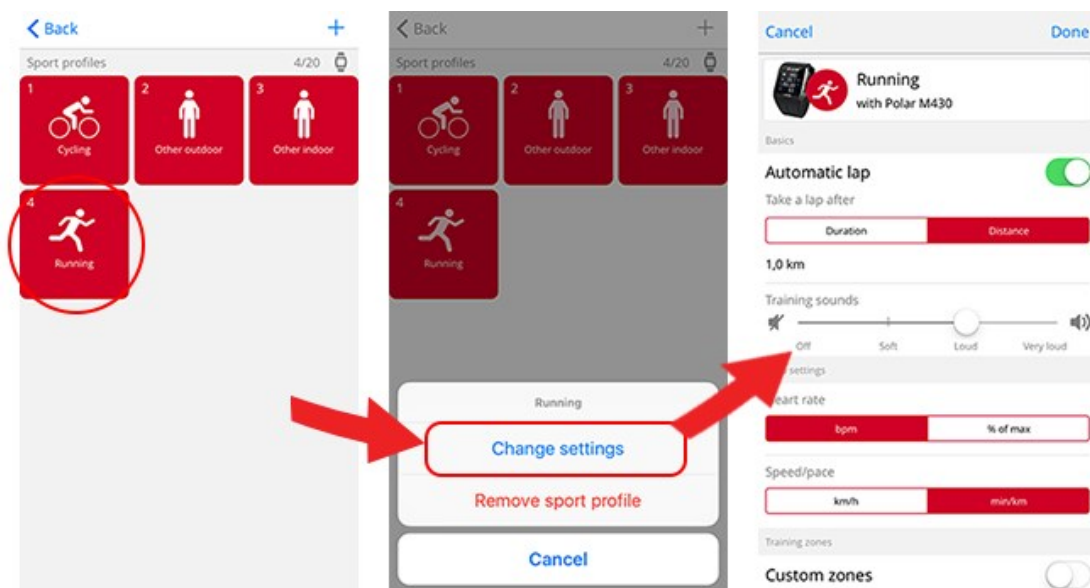 Back +
Sport profiles 4/20
1 2 3
Cycling Other outdoor Other indoor
4
Running
Back +
Sport profiles 4/20
1 2 3
Cycling Other outdoor Other indoor
4
Running
Running
Change settings
Remove sport profile
Cancel
Cancel Done
Running
with Polar M430
Basics
Automatic lap
Take a lap after
Duration Distance
1,0 km
Training sounds
Off Soft Loud Very loud
settings
eart rate
bpm % of max
Speed/pace
km/h min/km
Training zones
Custom zones